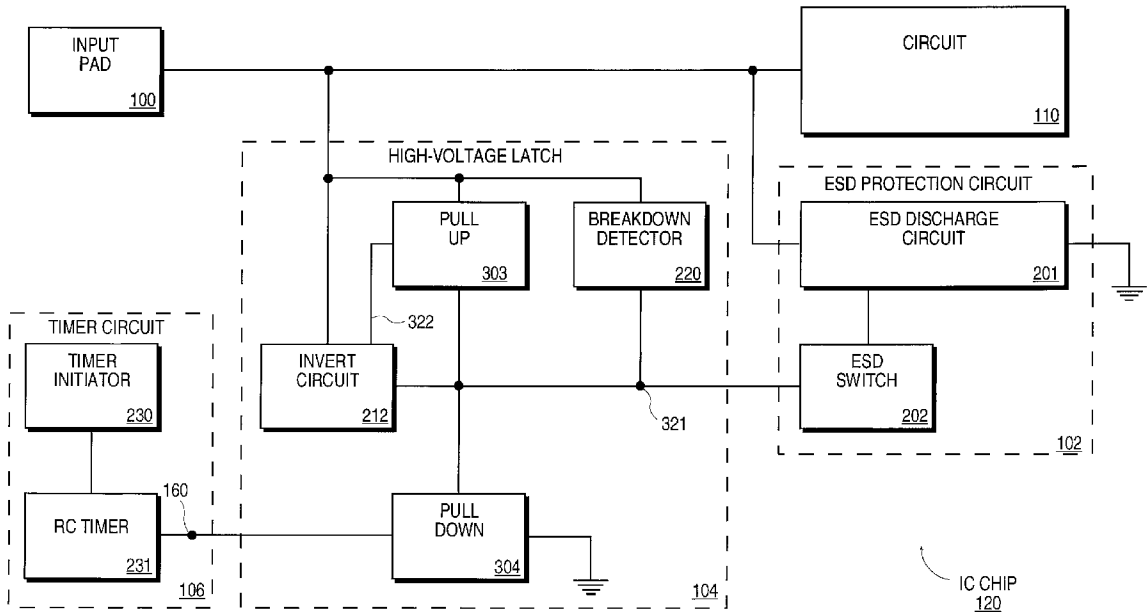 INPUT
PAD
100
CIRCUIT
110
HIGH-VOLTAGE LATCH
PULL
UP
303
BREAKDOWN
DETECTOR
220
ESD PROTECTION CIRCUIT
ESD DISCHARGE
CIRCUIT
201
322
TIMER CIRCUIT
TIMER
INITIATOR
230
INVERT
CIRCUIT
212
321
ESD
SWITCH
202
102
160
RC TIMER
231
106
PULL
DOWN
304
104
IC CHIP
120